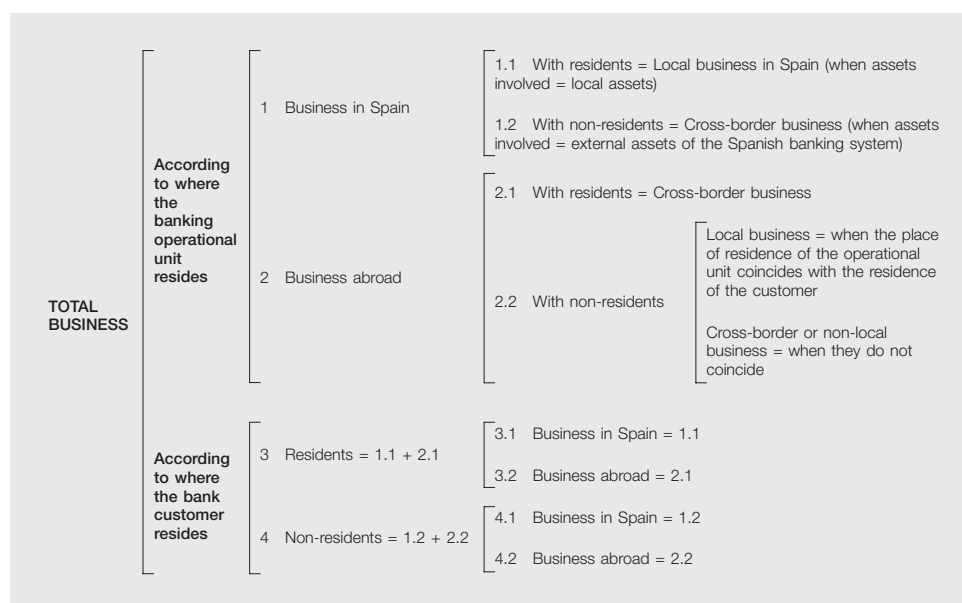 TOTAL
BUSINESS
According
to where
the
banking
operational
unit
resides
1 Business in Spain
1.1 With residents = Local business in Spain (when assets
involved = local assets)
1.2 With non-residents = Cross-border business (when assets
involved = external assets of the Spanish banking system)
2 Business abroad
2.1 With residents = Cross-border business
2.2 With non-residents
Local business = when the place
of residence of the operational
unit coincides with the residence
of the customer
Cross-border or non-local
business = when they do not
coincide
According
to where
the bank
customer
resides
3 Residents = 1.1 + 2.1
3.1 Business in Spain = 1.1
3.2 Business abroad = 2.1
4 Non-residents = 1.2 + 2.2
4.1 Business in Spain = 1.2
4.2 Business abroad = 2.2